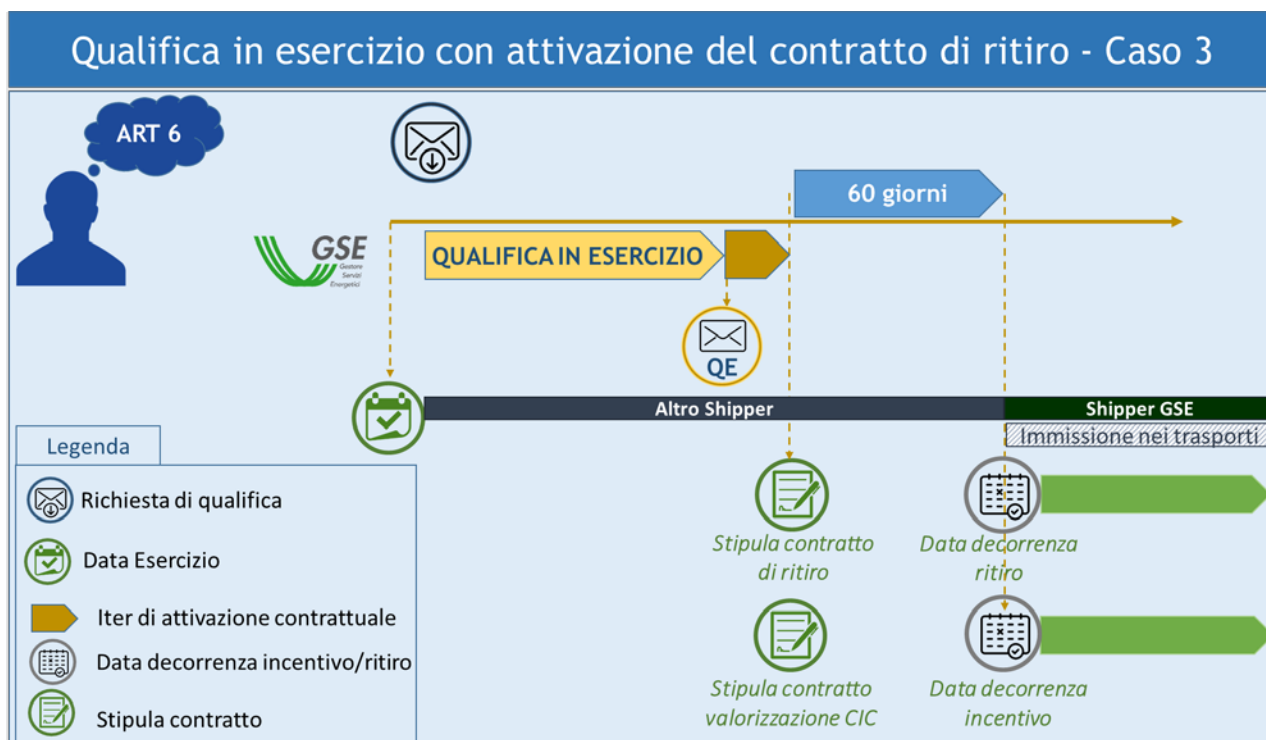 Qualifica in esercizio con attivazione del contratto di ritiro - Caso 3
ART 6
60 giorni
GSE
Gestore
Servizi
Energetici
QUALIFICA IN ESERCIZIO
QE
Altro Shipper
Shipper GSE
Immissione nei trasporti
Legenda
Richiesta di qualifica
Data Esercizio
Iter di attivazione contrattuale
Data decorrenza incentivo/ritiro
Stipula contratto
Stipula contratto
di ritiro
Data decorrenza
ritiro
Stipula contratto
valorizzazione CIC
Data decorrenza
incentivo